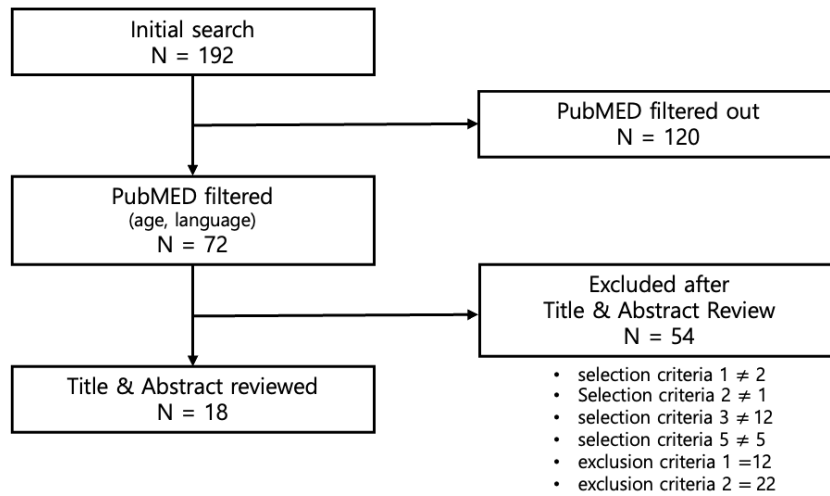 Initial search
N = 192
PubMED filtered out
N = 120
PubMED filtered
(age, language)
N = 72
Excluded after
Title & Abstract Review
N = 54
Title & Abstract reviewed
N = 18
• selection criteria 1 ≠ 2
• Selection criteria 2 ≠ 1
• selection criteria 3 ≠ 12
• selection criteria 5 ≠ 5
• exclusion criteria 1 =12
• exclusion criteria 2 = 22